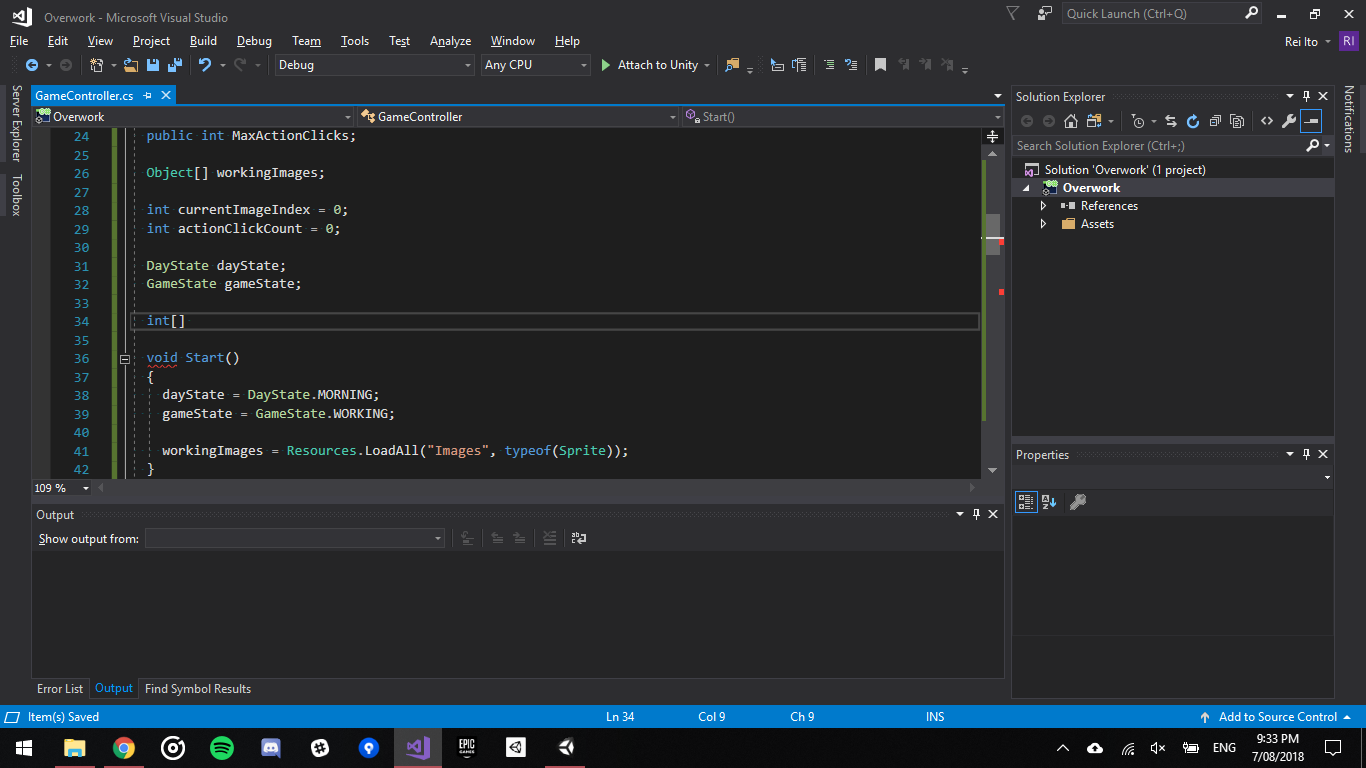 Overwork - Microsoft Visual Studio
Quick Launch (Ctrl+Q)
File Edit View Project Build Debug Team Tools Test Analyze Window Help
Rei Ito
RI
Debug
Any CPU
Attach to Unity
Server Explorer
Toolbox
GameController.cs
Overwork
GameController
Start()
24 public int MaxActionClicks;
25
26 Object[] workingImages;
27
28 int currentImageIndex = 0;
29 int actionClickCount = 0;
30
31 DayState dayState;
32 GameState gameState;
33
34 int[]
35
36 void Start()
37 {
38 dayState = DayState.MORNING;
39 gameState = GameState.WORKING;
40
41 workingImages = Resources.LoadAll("Images", typeof(Sprite));
42 }
109 %
Output
Show output from:
Error List Output Find Symbol Results
Solution Explorer
Search Solution Explorer (Ctrl+;)
Solution 'Overwork' (1 project)
Overwork
References
Assets
Properties
Notifications
Item(s) Saved
Ln 34
Col 9
Ch 9
INS
Add to Source Control
EPIC
GAMES
ENG
9:33 PM
7/08/2018